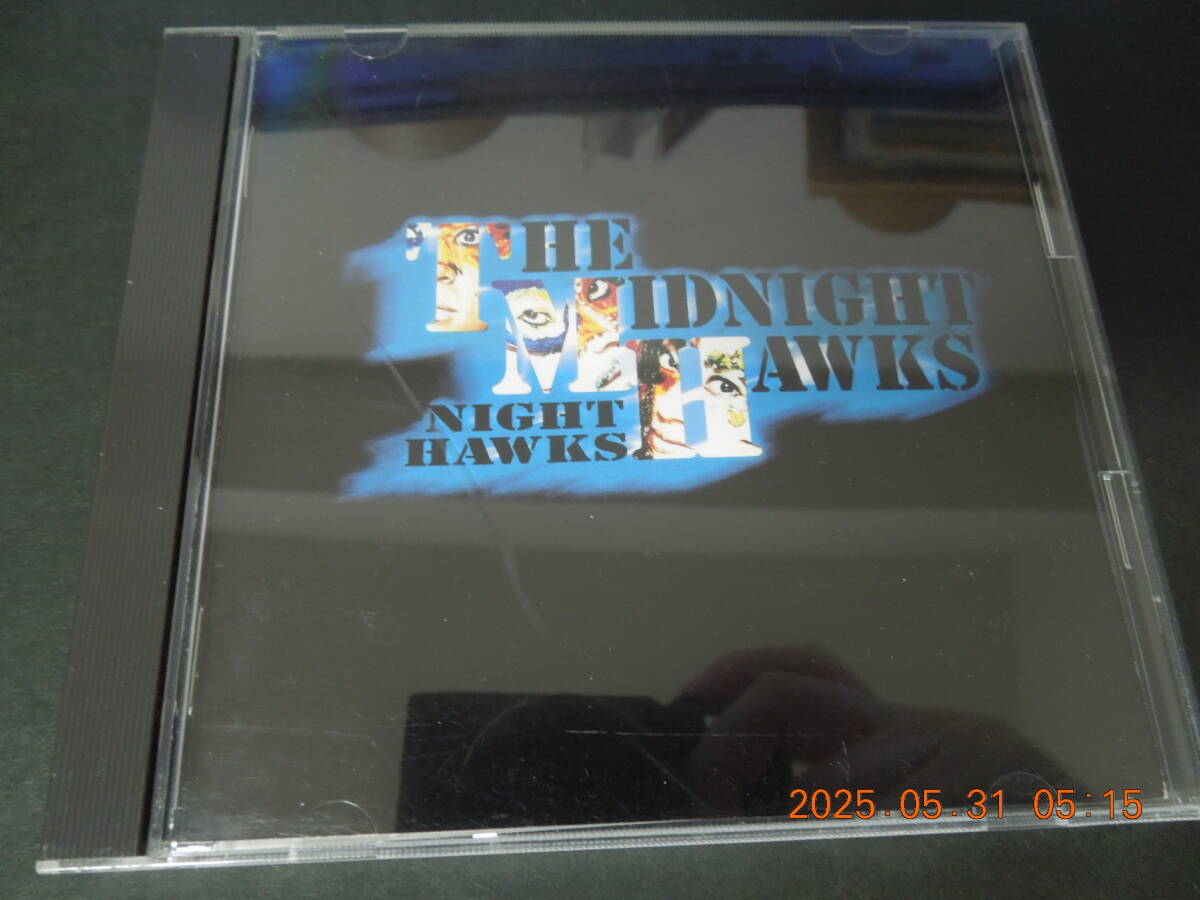 THE
MIDNIGHT
HAWKS
NIGHT
HAWKS
2025.05.31 05:15